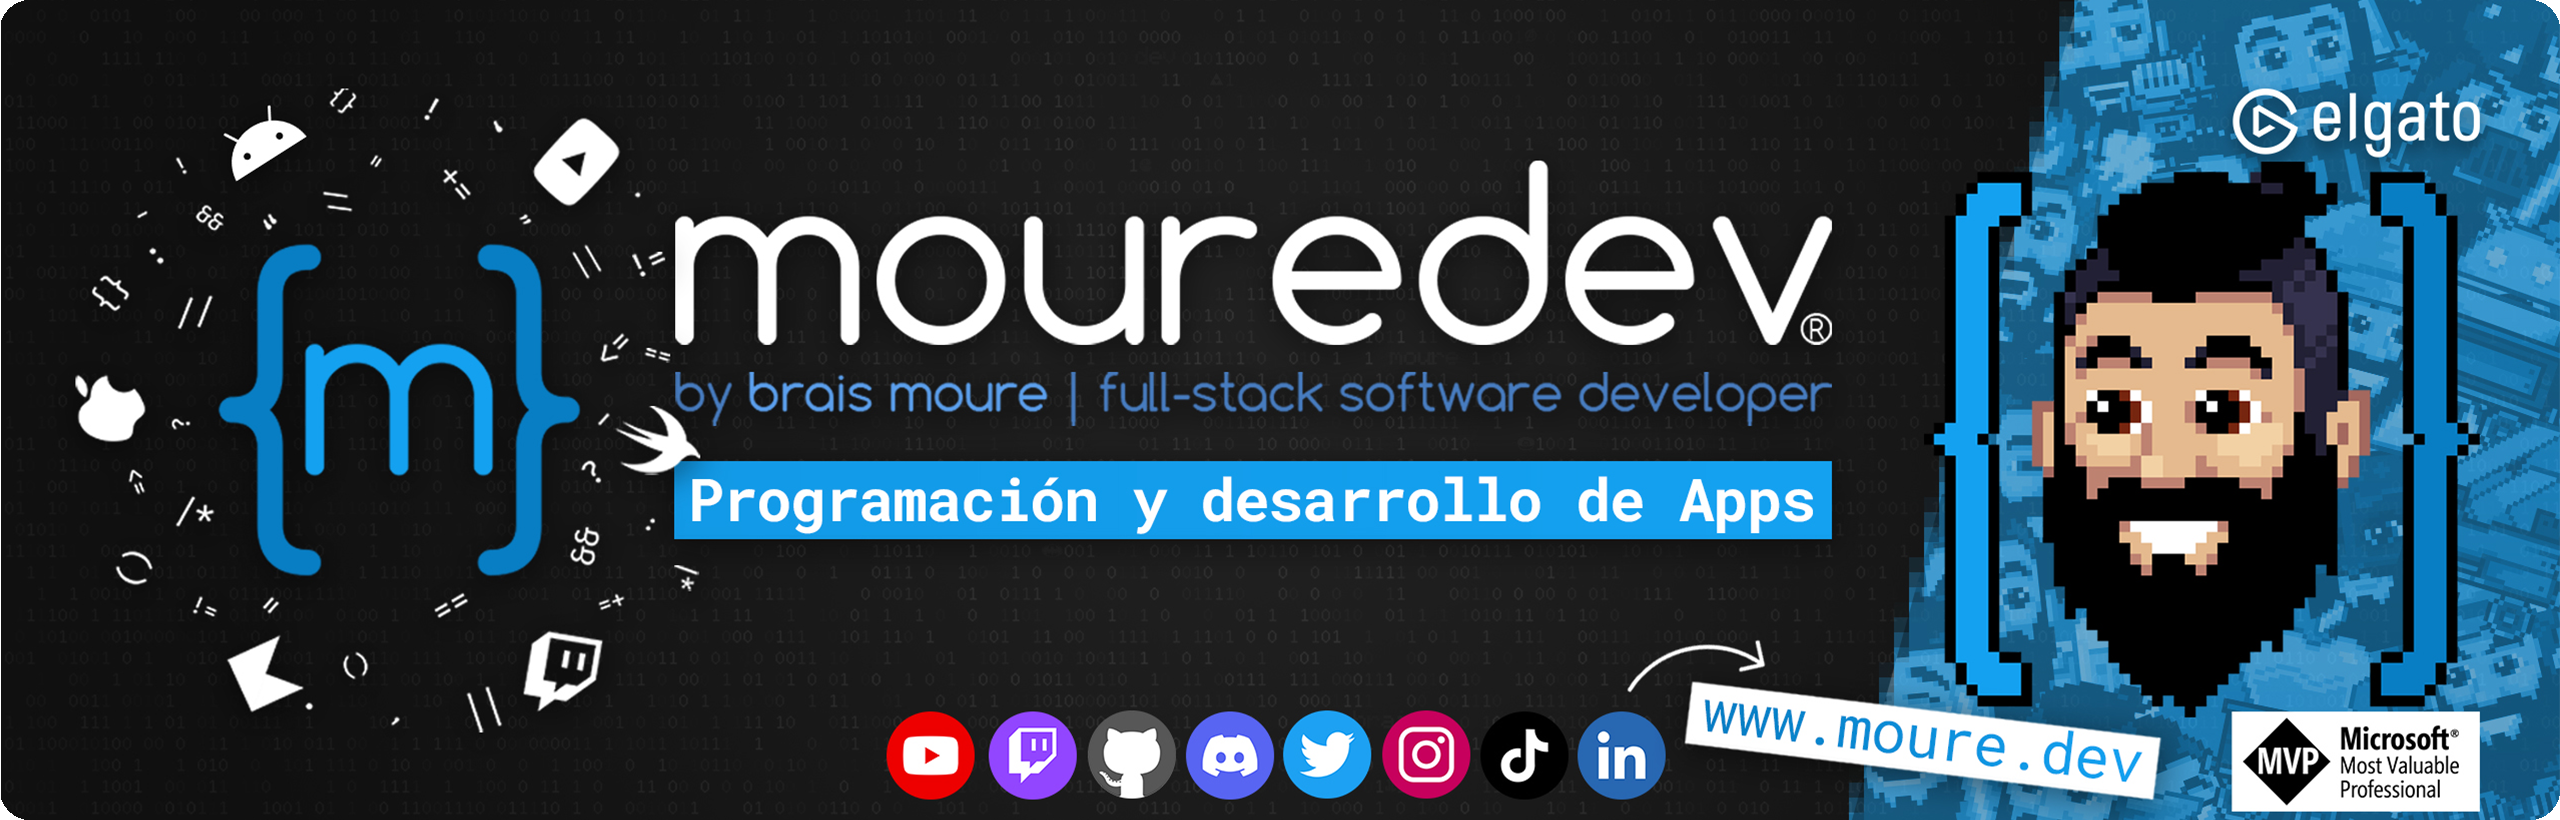 elgato
mouredev®
{m}
by brais moure | full-stack software developer
Programación y desarrollo de Apps
www.moure.dev
in
MVP
Microsoft®
Most Valuable
Professional